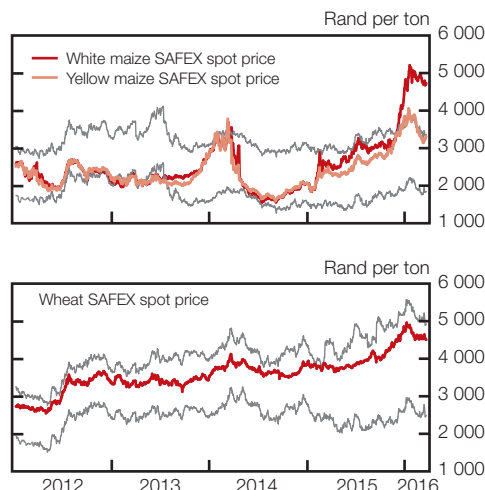 Rand per ton
6 000
White maize SAFEX spot price
Yellow maize SAFEX spot price
5 000
4 000
3 000
2 000
1 000
Rand per ton
6 000
Wheat SAFEX spot price
5 000
4 000
3 000
2 000
1 000
2012 2013 2014 2015 2016